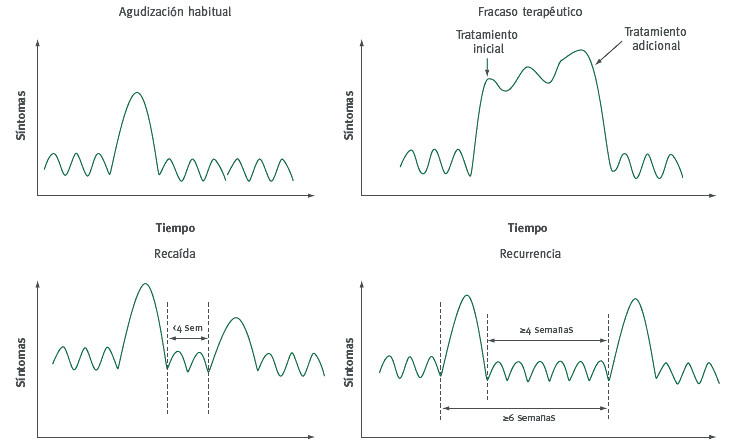 Agudización habitual
Síntomas
Tiempo
Fracaso terapéutico
Tratamiento
inicial
Tratamiento
adicional
Síntomas
Tiempo
Recaída
<4 sem
Síntomas
Recurrencia
≥4 semanas
≥6 semanas
Síntomas